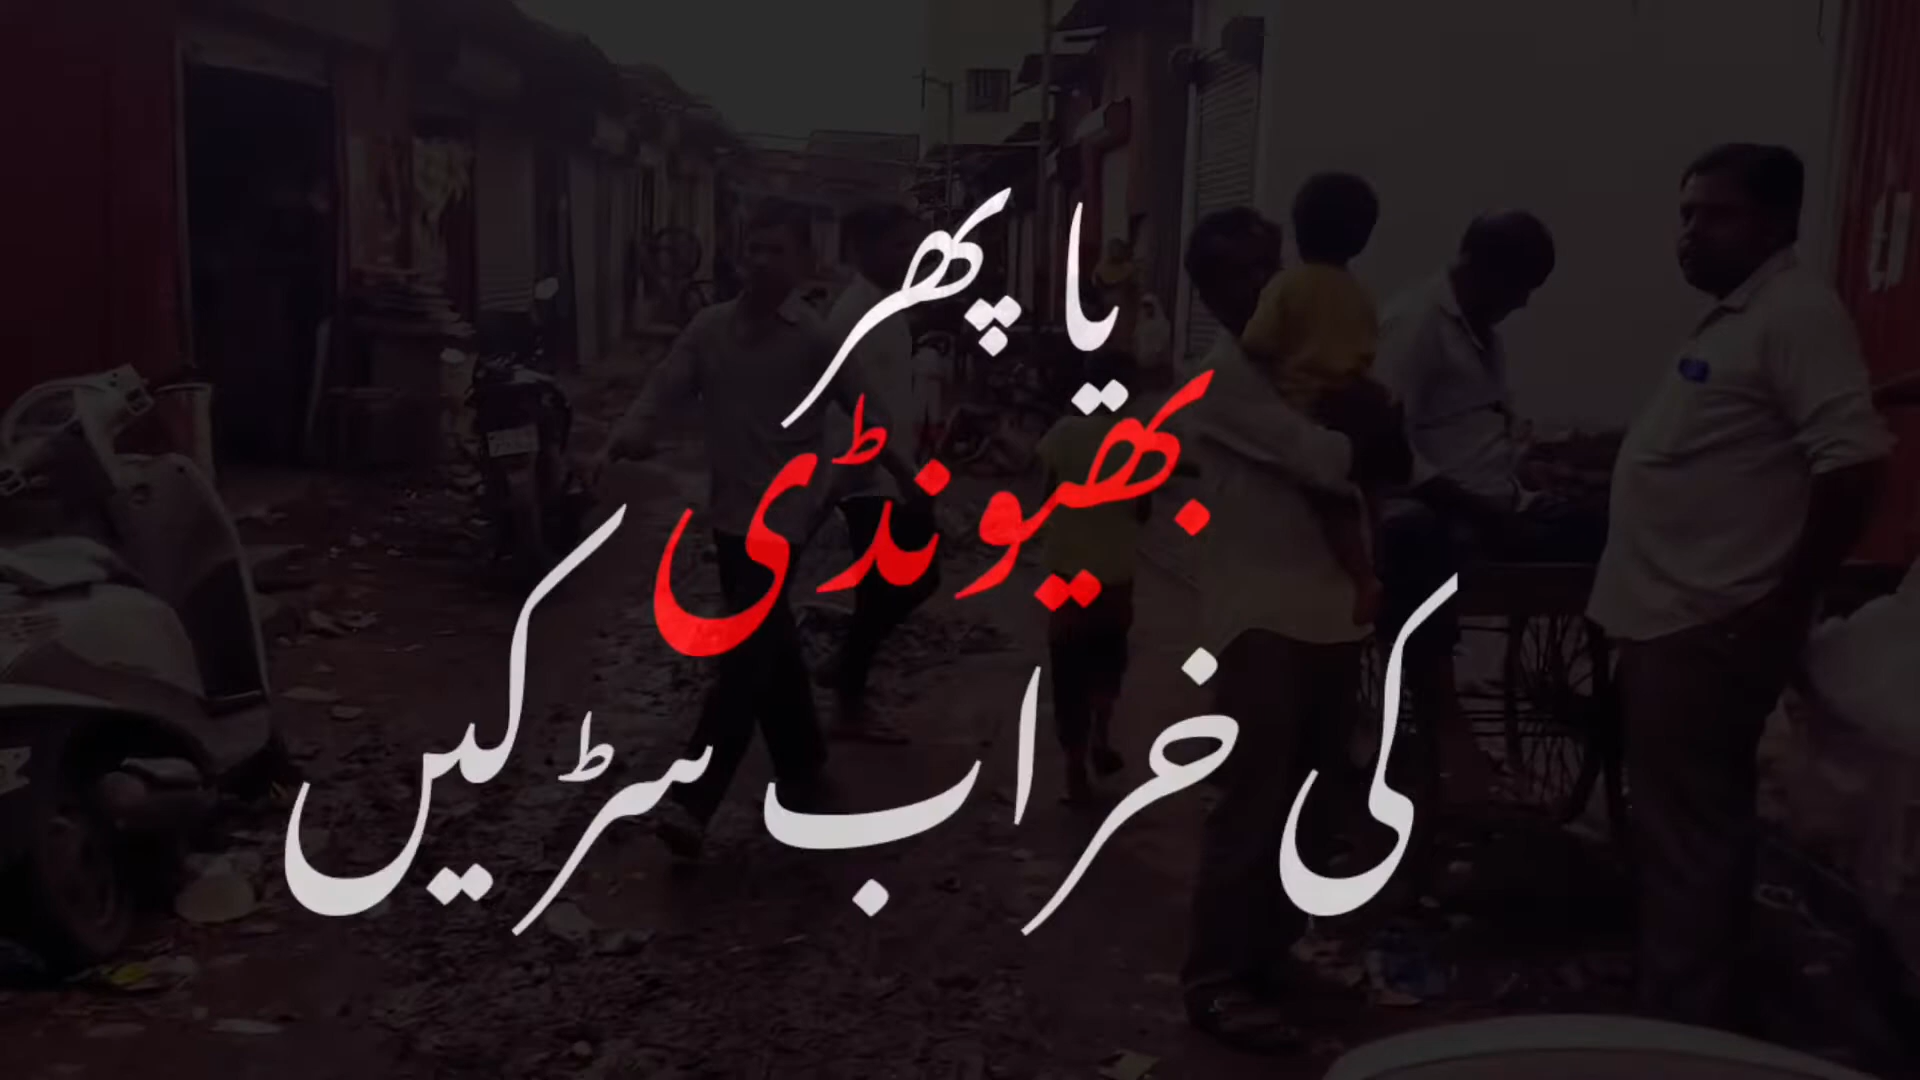 یا پھر
بھیونڈی
کی خراب سڑکیں